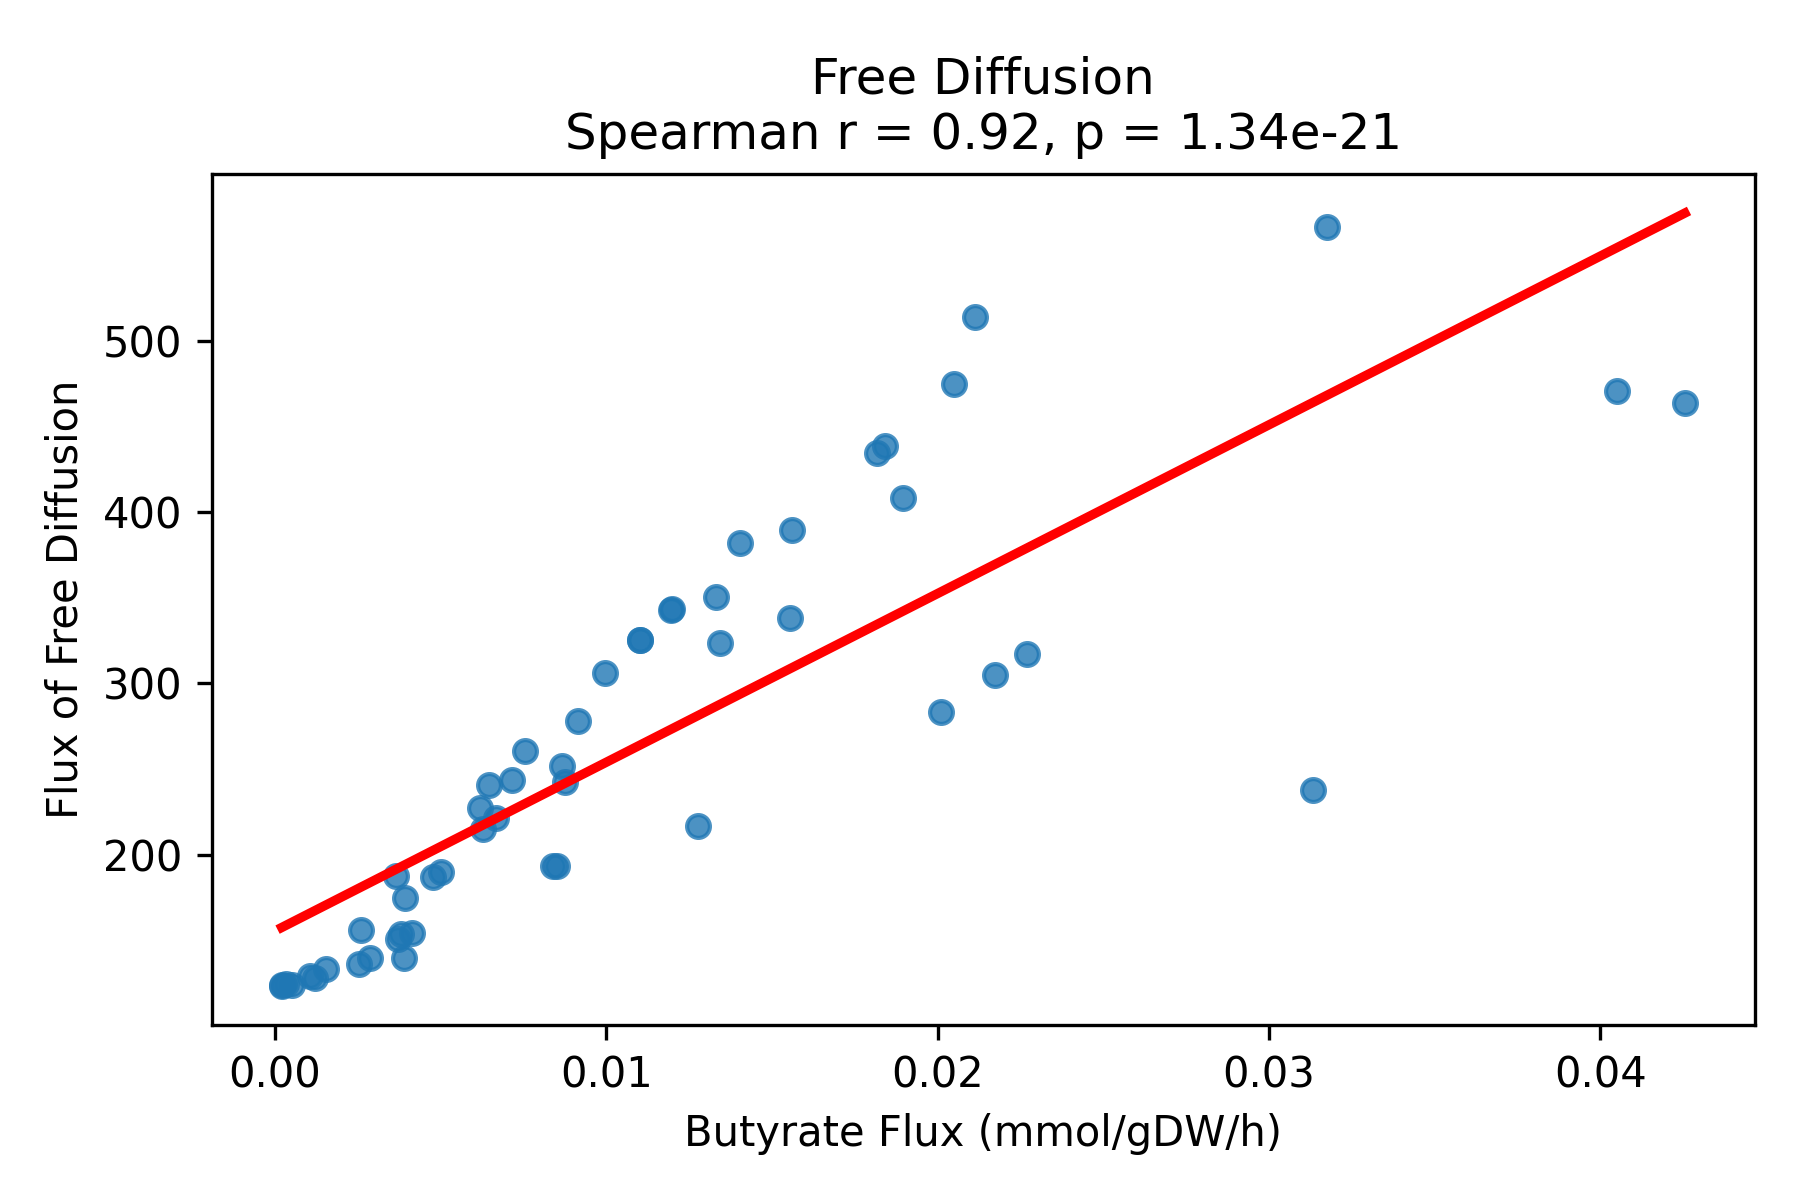 Free Diffusion
Spearman r = 0.92, p = 1.34e-21
500
400
300
200
Flux of Free Diffusion
0.00 0.01 0.02 0.03 0.04
Butyrate Flux (mmol/gDW/h)